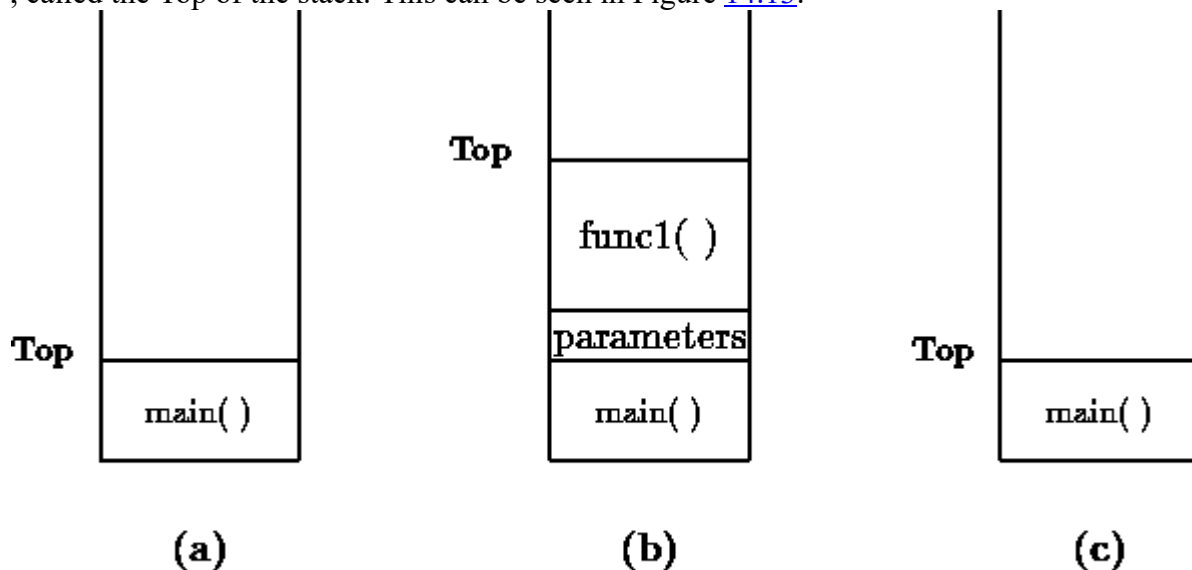 , called the Top of the stack. This can be seen in Figure 14.13.
Top
func1( )
Top
parameters
Top
main( )
main( )
main( )
(a)
(b)
(c)